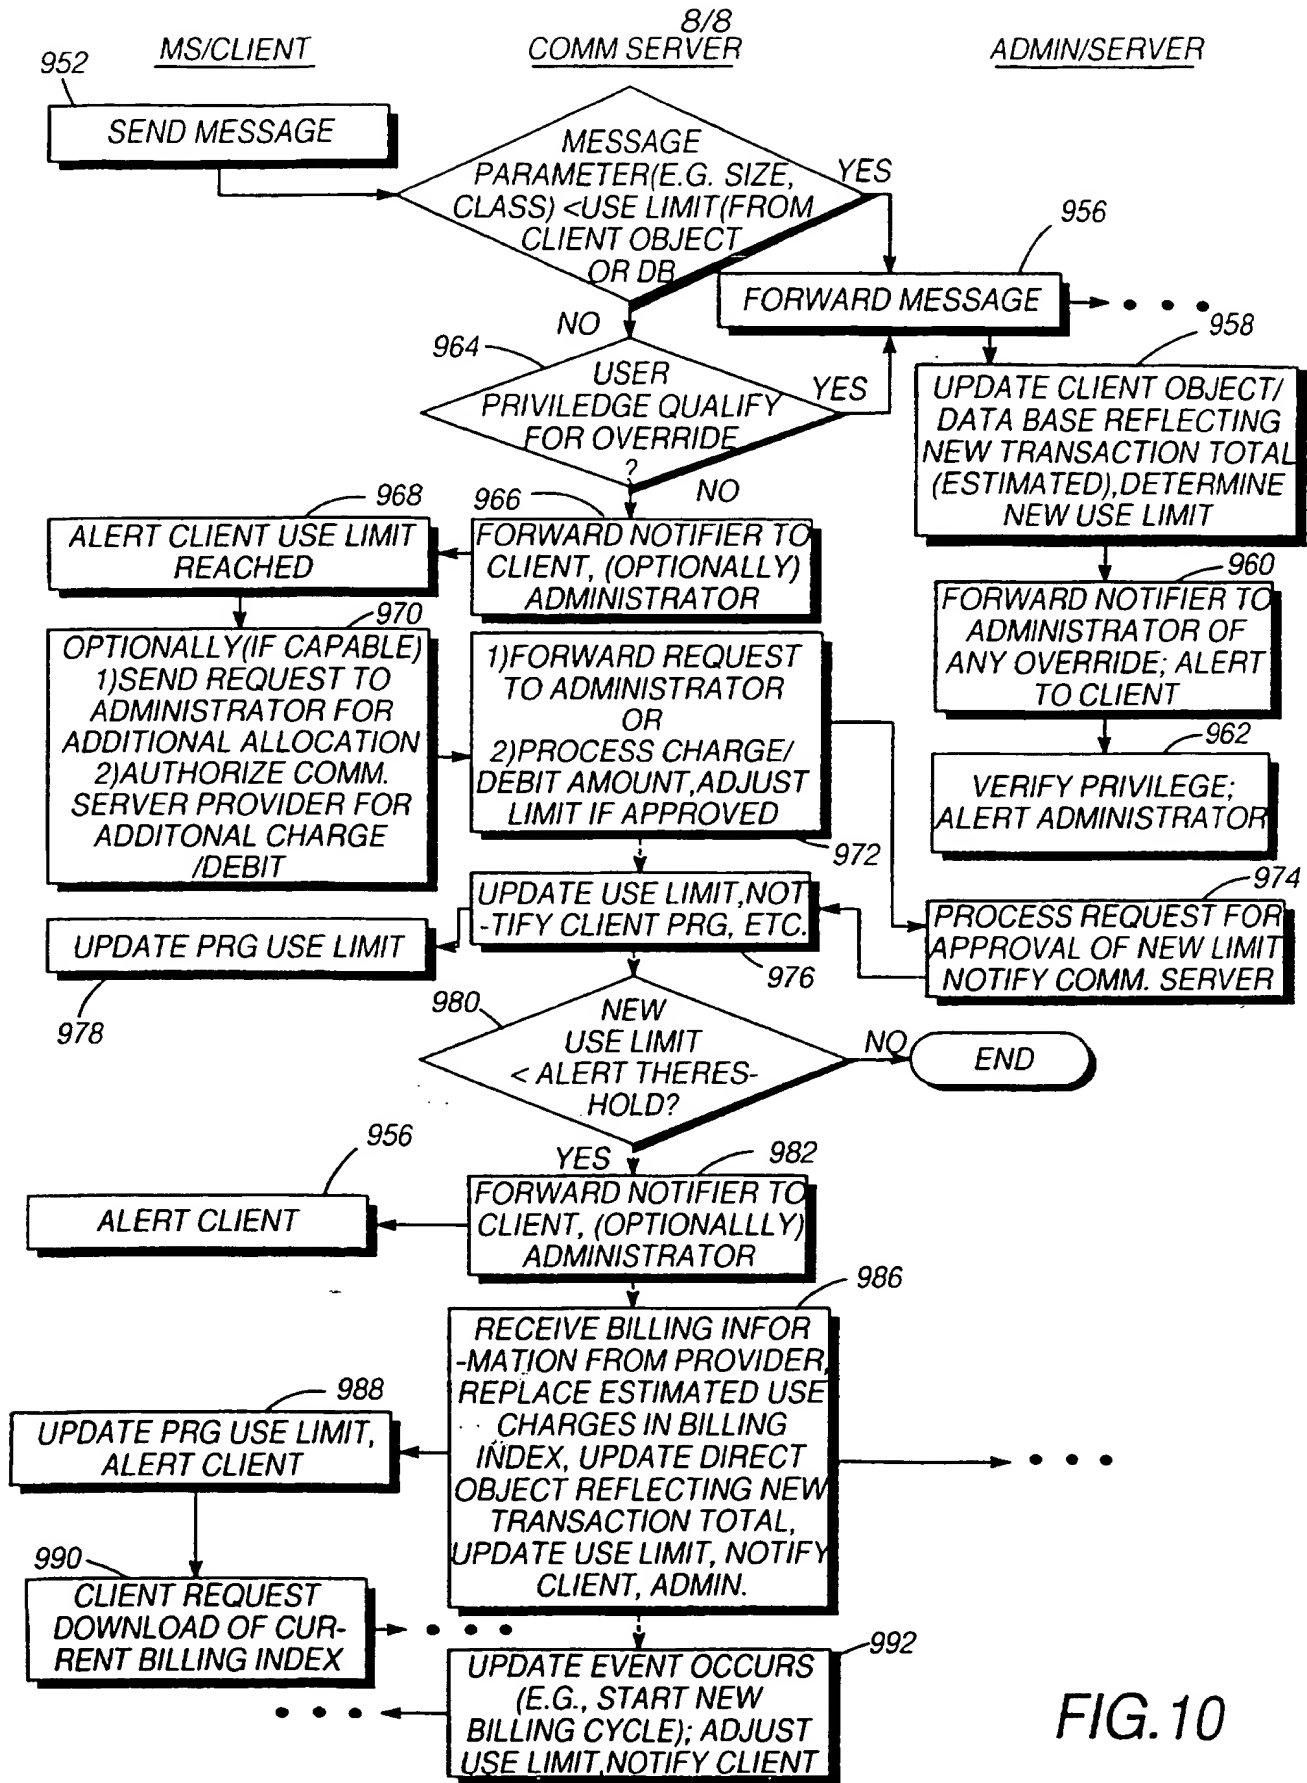 8/8
MS/CLIENT
COMM SERVER
ADMIN/SERVER
952
SEND MESSAGE
MESSAGE
PARAMETER(E.G. SIZE,
CLASS) <USE LIMIT(FROM
CLIENT OBJECT
OR DB
YES
NO
956
FORWARD MESSAGE
958
UPDATE CLIENT OBJECT/
DATA BASE REFLECTING
NEW TRANSACTION TOTAL
(ESTIMATED),DETERMINE
NEW USE LIMIT
964
USER
PRIVILEDGE QUALIFY
FOR OVERRIDE
?
YES
NO
960
FORWARD NOTIFIER TO
ADMINISTRATOR OF
ANY OVERRIDE; ALERT
TO CLIENT
962
VERIFY PRIVILEGE;
ALERT ADMINISTRATOR
966
FORWARD NOTIFIER TO
CLIENT, (OPTIONALLY)
ADMINISTRATOR
968
ALERT CLIENT USE LIMIT
REACHED
970
OPTIONALLY(IF CAPABLE)
1)SEND REQUEST TO
ADMINISTRATOR FOR
ADDITIONAL ALLOCATION
2)AUTHORIZE COMM.
SERVER PROVIDER FOR
ADDITONAL CHARGE
/DEBIT
1)FORWARD REQUEST
TO ADMINISTRATOR
OR
2)PROCESS CHARGE/
DEBIT AMOUNT,ADJUST
LIMIT IF APPROVED
972
974
PROCESS REQUEST FOR
APPROVAL OF NEW LIMIT
NOTIFY COMM. SERVER
UPDATE USE LIMIT,NOT
-TIFY CLIENT PRG, ETC.
976
UPDATE PRG USE LIMIT
978
980
NEW
USE LIMIT
< ALERT THERES-
HOLD?
NO
END
YES
956
ALERT CLIENT
982
FORWARD NOTIFIER TO
CLIENT, (OPTIONALLLY)
ADMINISTRATOR
986
RECEIVE BILLING INFOR
-MATION FROM PROVIDER,
REPLACE ESTIMATED USE
CHARGES IN BILLING
INDEX, UPDATE DIRECT
OBJECT REFLECTING NEW
TRANSACTION TOTAL,
UPDATE USE LIMIT, NOTIFY
CLIENT, ADMIN.
988
UPDATE PRG USE LIMIT,
ALERT CLIENT
990
CLIENT REQUEST
DOWNLOAD OF CUR-
RENT BILLING INDEX
992
UPDATE EVENT OCCURS
(E.G., START NEW
BILLING CYCLE); ADJUST
USE LIMIT,NOTIFY CLIENT
FIG.10